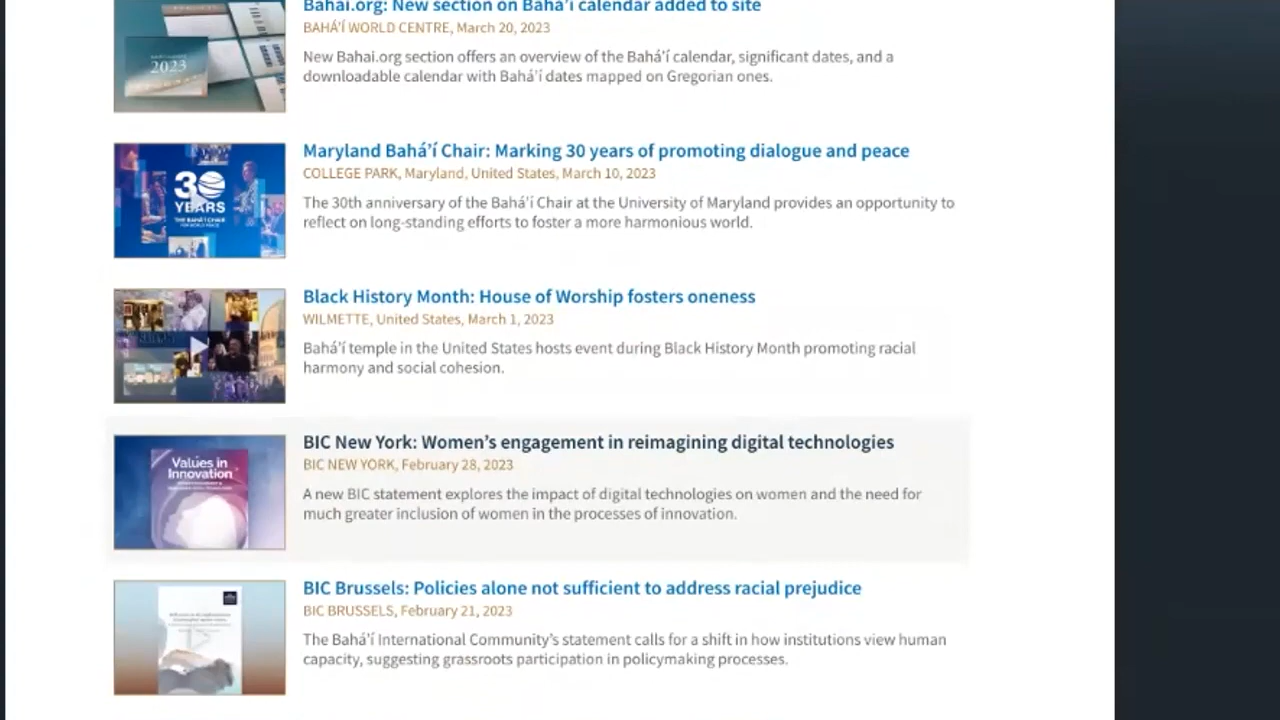 Bahai.org: New section on Bahá’í calendar added to site
BAHÁ’Í WORLD CENTRE, March 20, 2023
2023
New Bahai.org section offers an overview of the Bahá’í calendar, significant dates, and a
downloadable calendar with Bahá’í dates mapped on Gregorian ones.
30
YEARS
THE BAHÁ’Í CHAIR
FOR WORLD PEACE
Maryland Bahá’í Chair: Marking 30 years of promoting dialogue and peace
COLLEGE PARK, Maryland, United States, March 10, 2023
The 30th anniversary of the Bahá’í Chair at the University of Maryland provides an opportunity to
reflect on long-standing efforts to foster a more harmonious world.
Black History Month: House of Worship fosters oneness
WILMETTE, United States, March 1, 2023
Bahá’í temple in the United States hosts event during Black History Month promoting racial
harmony and social cohesion.
Values in
Innovation
BIC New York: Women’s engagement in reimagining digital technologies
BIC NEW YORK, February 28, 2023
A new BIC statement explores the impact of digital technologies on women and the need for
much greater inclusion of women in the processes of innovation.
BIC Brussels: Policies alone not sufficient to address racial prejudice
BIC BRUSSELS, February 21, 2023
The Bahá’í International Community’s statement calls for a shift in how institutions view human
capacity, suggesting grassroots participation in policymaking processes.